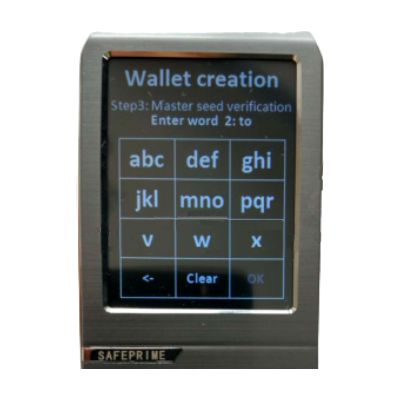 Wallet creation
Step3: Master seed verification
Enter word 2: to
abc def ghi
jkl mno pqr
v w x
<- Clear OK
SAFEPRIME